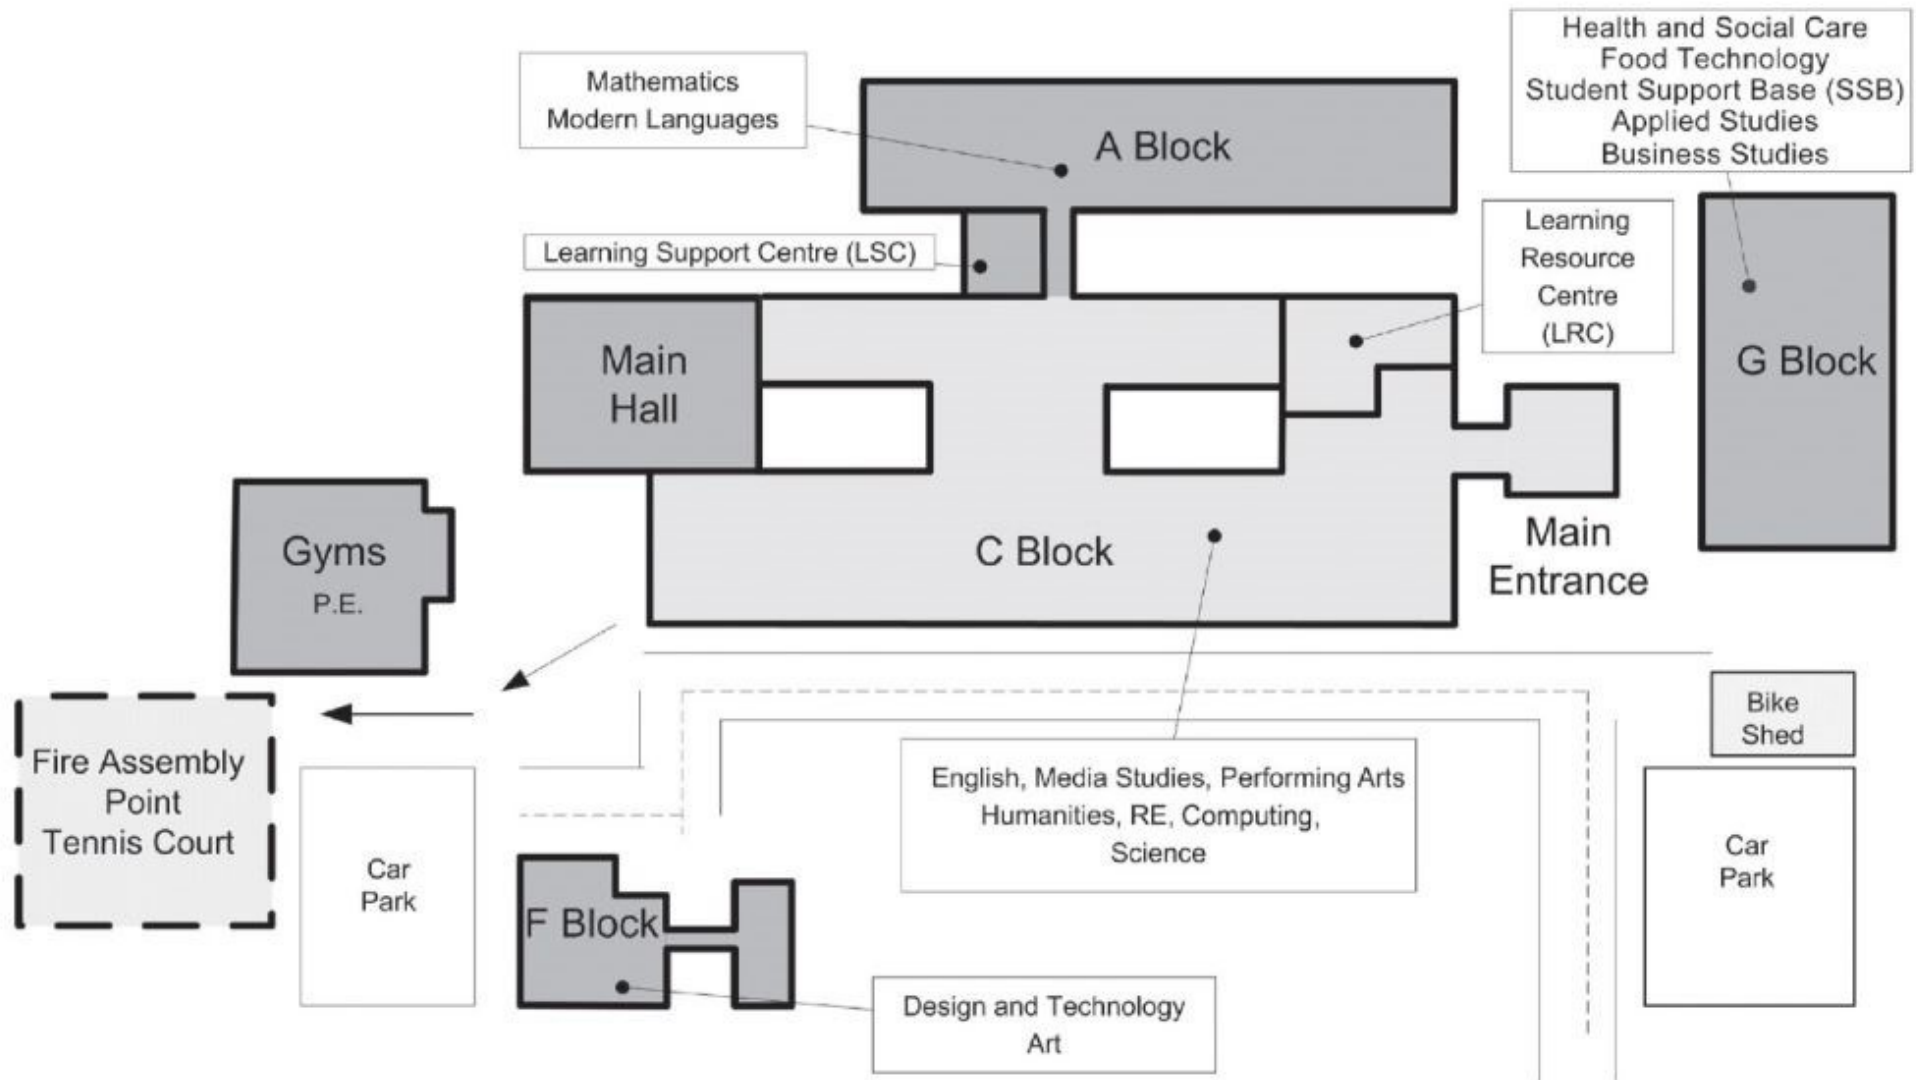 Health and Social Care
Food Technology
Student Support Base (SSB)
Applied Studies
Business Studies
Mathematics
Modern Languages
A Block
Learning Support Centre (LSC)
Learning
Resource
Centre
(LRC)
Main
Hall
G Block
Gyms
P.E.
C Block
Main
Entrance
Fire Assembly
Point
Tennis Court
Car
Park
English, Media Studies, Performing Arts
Humanities, RE, Computing,
Science
Bike
Shed
Car
Park
F Block
Design and Technology
Art